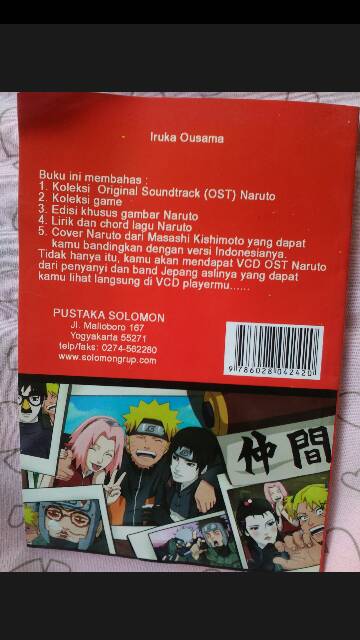 Iruka Ousama
Buku ini membahas :
1. Koleksi Original Soundtrack (OST) Naruto
2. Koleksi game
3. Edisi khusus gambar Naruto
4. Lirik dan chord lagu Naruto
5. Cover Naruto dari Masashi Kishimoto yang dapat
kamu bandingkan dengan versi Indonesianya.
Tidak hanya itu, kamu akan mendapat VCD OST Naruto
dari penyanyi dan band Jepang aslinya yang dapat
kamu lihat langsung di VCD playermu......
PUSTAKA SOLOMON
Jl. Malioboro 167
Yogyakarta 55271
telp/faks: 0274-562280
www.solomongrup.com
9 786028 042420
仲間